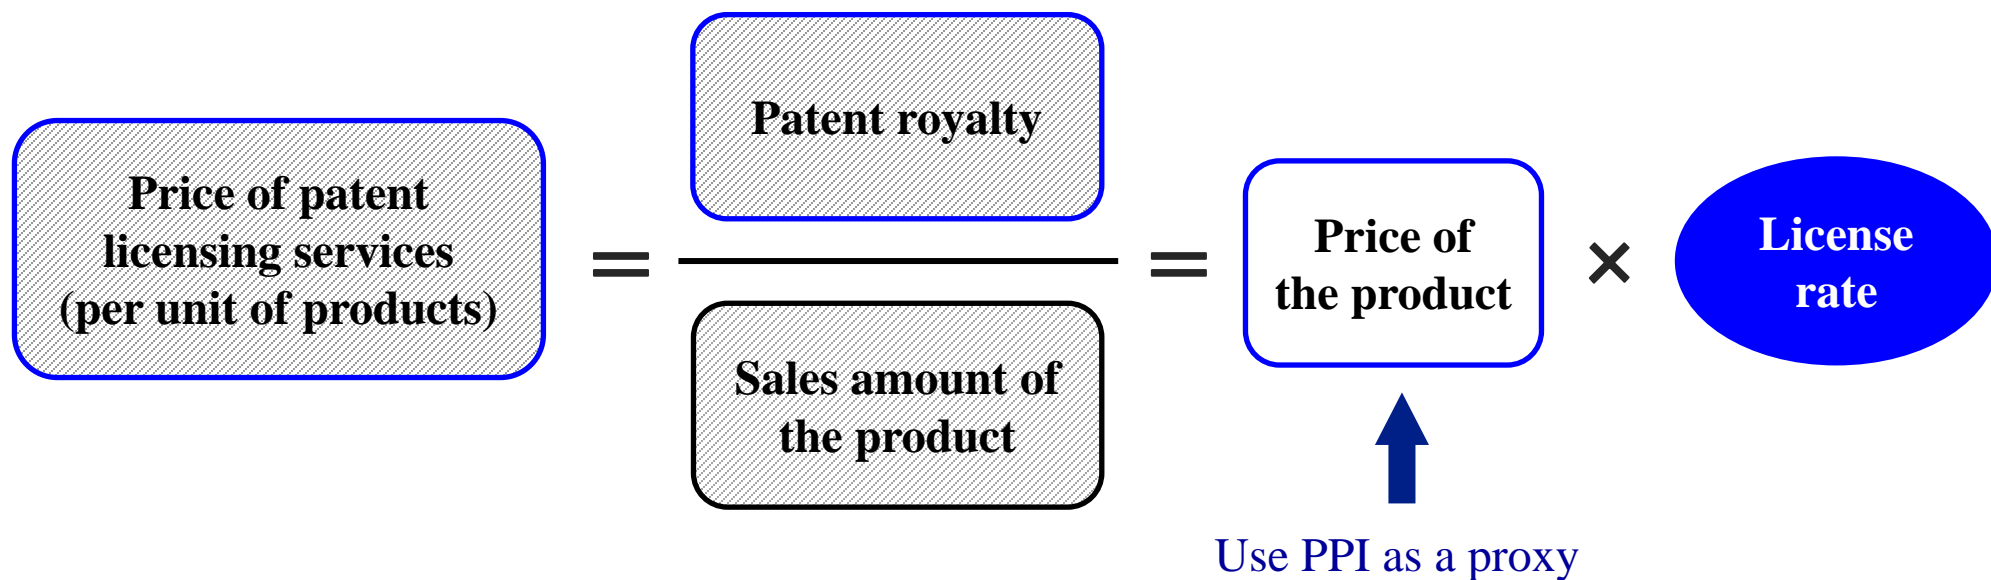 Price of patent
licensing services
(per unit of products)
=
Patent royalty
Sales amount of
the product
=
Price of
the product
×
License
rate
Use PPI as a proxy